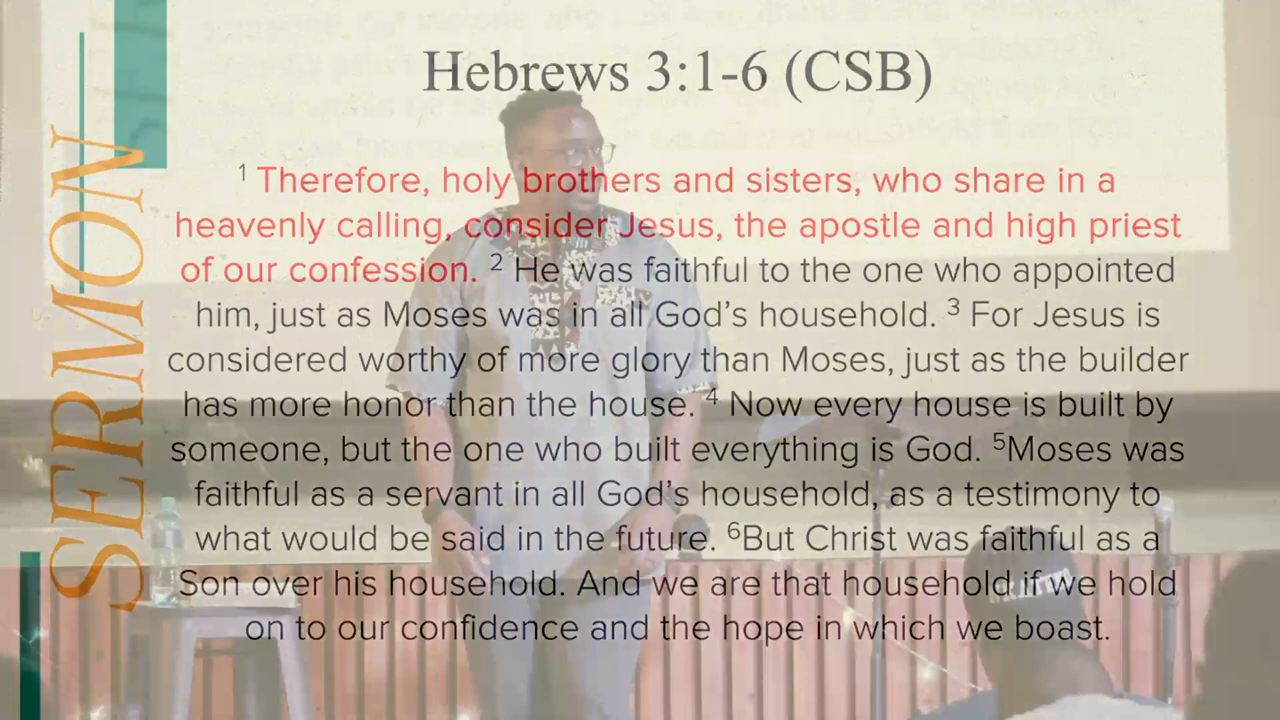 Hebrews 3:1-6 (CSB)
SERMON
¹ Therefore, holy brothers and sisters, who share in a
heavenly calling, consider Jesus, the apostle and high priest
of our confession. ² He was faithful to the one who appointed
him, just as Moses was in all God’s household. ³ For Jesus is
considered worthy of more glory than Moses, just as the builder
has more honor than the house. ⁴ Now every house is built by
someone, but the one who built everything is God. ⁵Moses was
faithful as a servant in all God’s household, as a testimony to
what would be said in the future. ⁶But Christ was faithful as a
Son over his household. And we are that household if we hold
on to our confidence and the hope in which we boast.